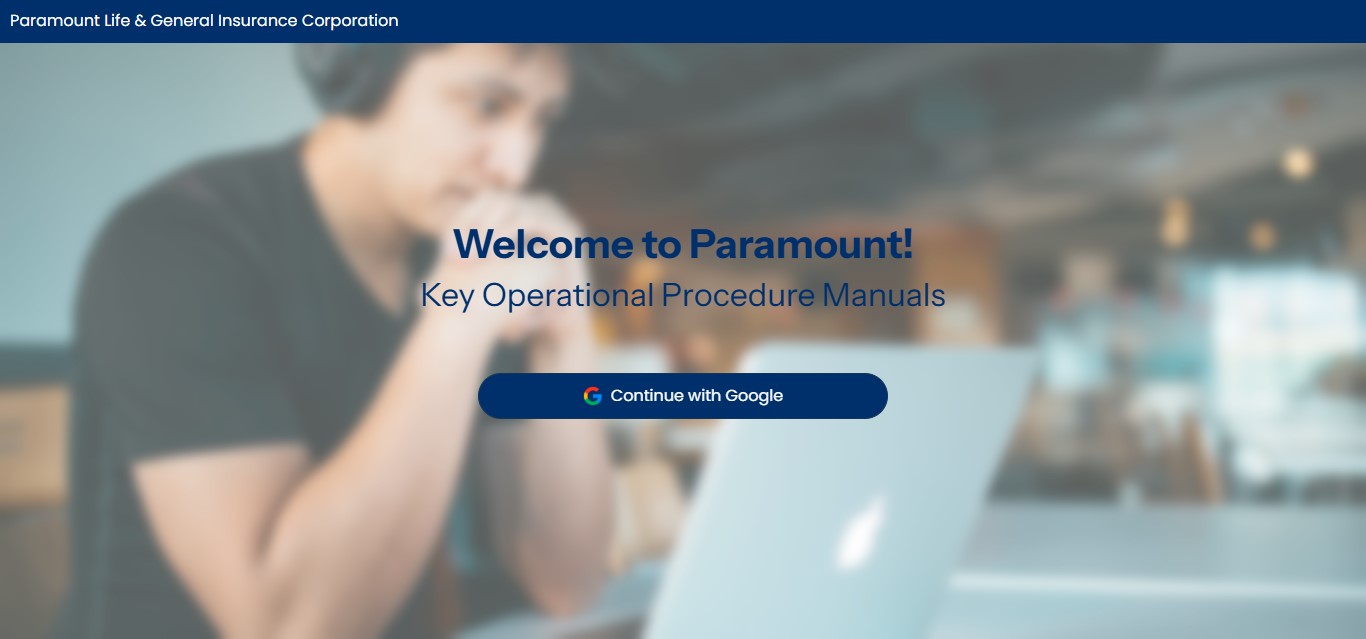 Paramount Life & General Insurance Corporation
Welcome to Paramount!
Key Operational Procedure Manuals
Continue with Google